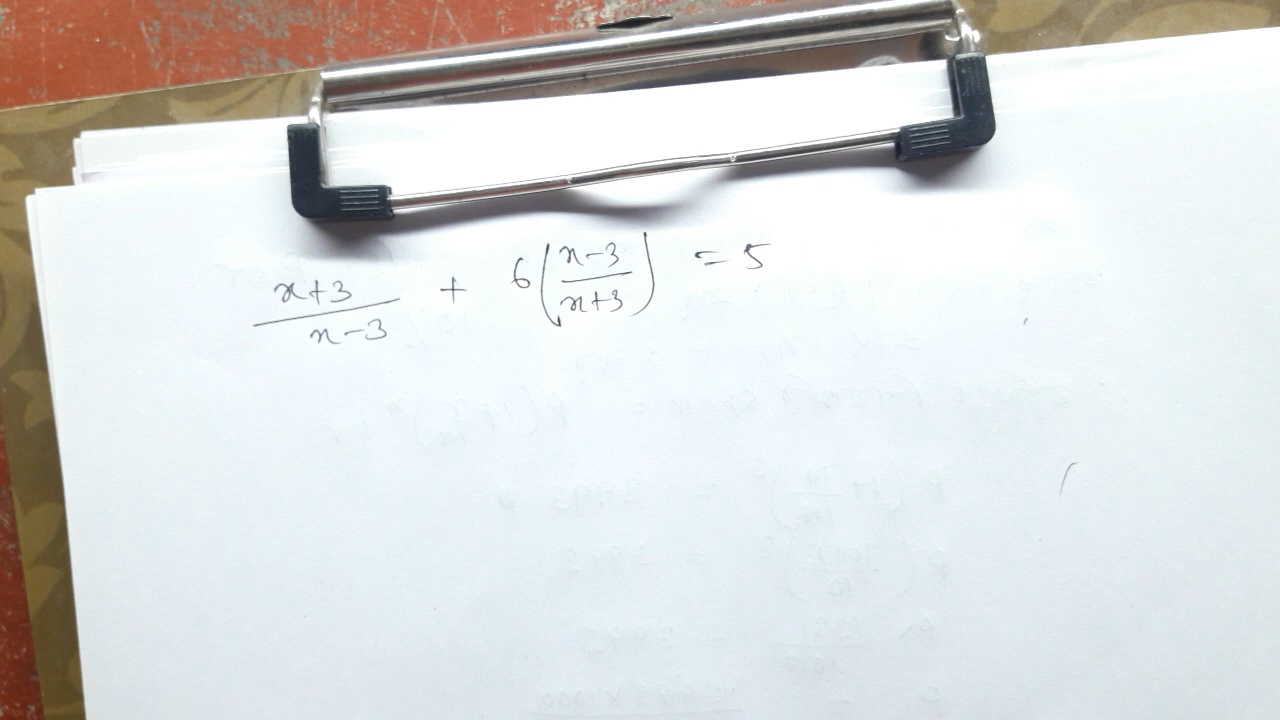 x+3/x-3 + 6(x-3/x+3) = 5